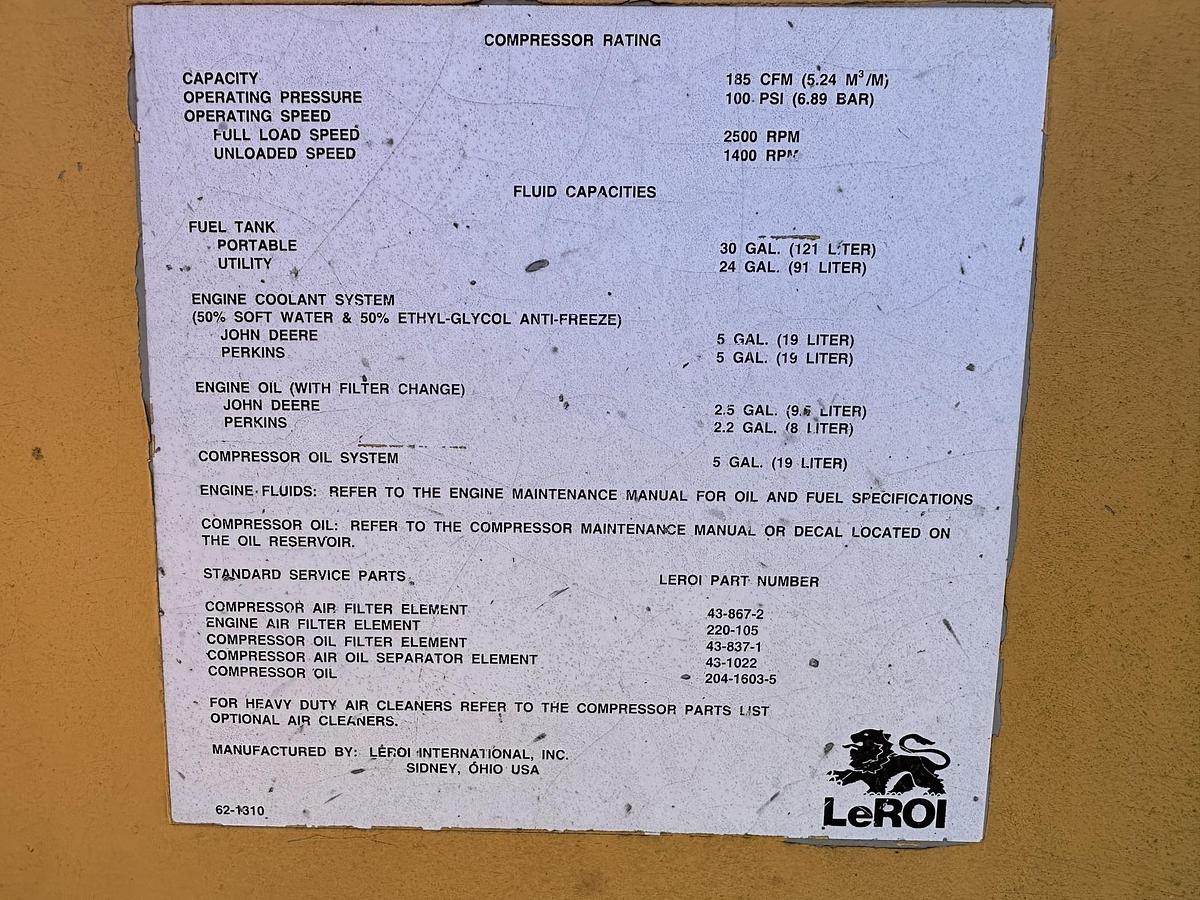 COMPRESSOR RATING
CAPACITY 185 CFM (5.24 M³/M)
OPERATING PRESSURE 100 PSI (6.89 BAR)
OPERATING SPEED
FULL LOAD SPEED 2500 RPM
UNLOADED SPEED 1400 RPM
FLUID CAPACITIES
FUEL TANK
PORTABLE 30 GAL. (121 LITER)
UTILITY 24 GAL. (91 LITER)
ENGINE COOLANT SYSTEM
(50% SOFT WATER & 50% ETHYL-GLYCOL ANTI-FREEZE)
JOHN DEERE 5 GAL. (19 LITER)
PERKINS 5 GAL. (19 LITER)
ENGINE OIL (WITH FILTER CHANGE)
JOHN DEERE 2.5 GAL. LITER)
PERKINS 2.2 GAL. (8 LITER)
COMPRESSOR OIL SYSTEM 5 GAL. (19 LITER)
ENGINE FLUIDS: REFER TO THE ENGINE MAINTENANCE MANUAL FOR OIL AND FUEL SPECIFICATIONS
COMPRESSOR OIL: REFER TO THE COMPRESSOR MAINTENANCE MANUAL OR DECAL LOCATED ON
THE OIL RESERVOIR.
STANDARD SERVICE PARTS LEROI PART NUMBER
COMPRESSOR AIR FILTER ELEMENT 43-867-2
ENGINE AIR FILTER ELEMENT 220-105
COMPRESSOR OIL FILTER ELEMENT 43-837-1
COMPRESSOR AIR OIL SEPARATOR ELEMENT 43-1022
COMPRESSOR OIL 204-1603-5
FOR HEAVY DUTY AIR CLEANERS REFER TO THE COMPRESSOR PARTS LIST
OPTIONAL AIR CLEANERS.
MANUFACTURED BY: LEROI INTERNATIONAL, INC.
SIDNEY, OHIO USA
62-1310
LeROI